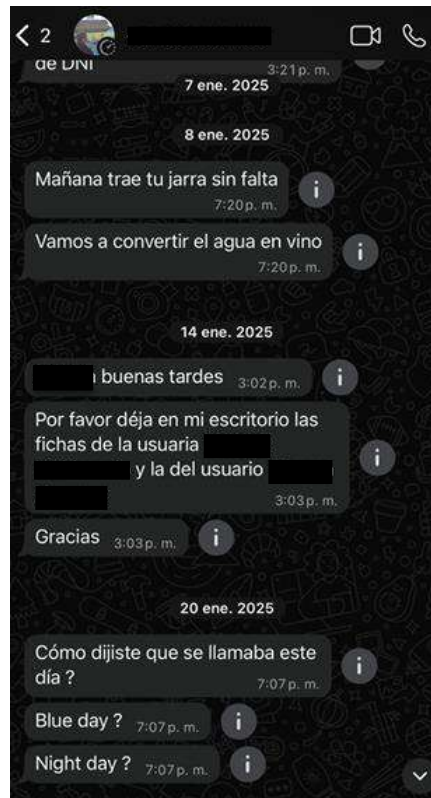 2
de DNI
3:21 p. m.
7 ene. 2025
8 ene. 2025
Mañana trae tu jarra sin falta
7:20 p. m.
Vamos a convertir el agua en vino
7:20 p. m.
14 ene. 2025
buenas tardes 3:02 p. m.
Por favor déja en mi escritorio las
fichas de la usuaria
y la del usuario
3:03 p. m.
Gracias 3:03 p. m.
20 ene. 2025
Cómo dijiste que se llamaba este
día ?
7:07 p. m.
Blue day ? 7:07 p. m.
Night day ? 7:07 p. m.